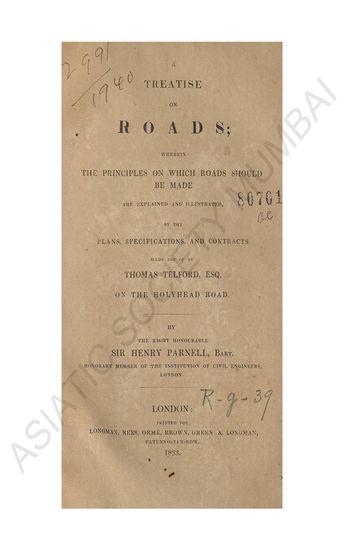 2991
/1940
A
TREATISE
ON
ROADS;
WHEREIN
THE PRINCIPLES ON WHICH ROADS SHOULD
BE MADE
ARE EXPLAINED AND ILLUSTRATED,
80761
BY THE
PLANS, SPECIFICATIONS, AND CONTRACTS
MADE USE OF BY
THOMAS TELFORD, ESQ.
ON THE HOLYHEAD ROAD.
BY
THE RIGHT HONOURABLE
SIR HENRY PARNELL, BART.
HONORARY MEMBER OF THE INSTITUTION OF CIVIL ENGINEERS,
LONDON.
R-g-39
LONDON:
PRINTED FOR
LONGMAN, REES, ORME, BROWN, GREEN & LONGMAN,
PATERNOSTER-ROW.
1833.
ASIATIC SOCIETY MUMBAI